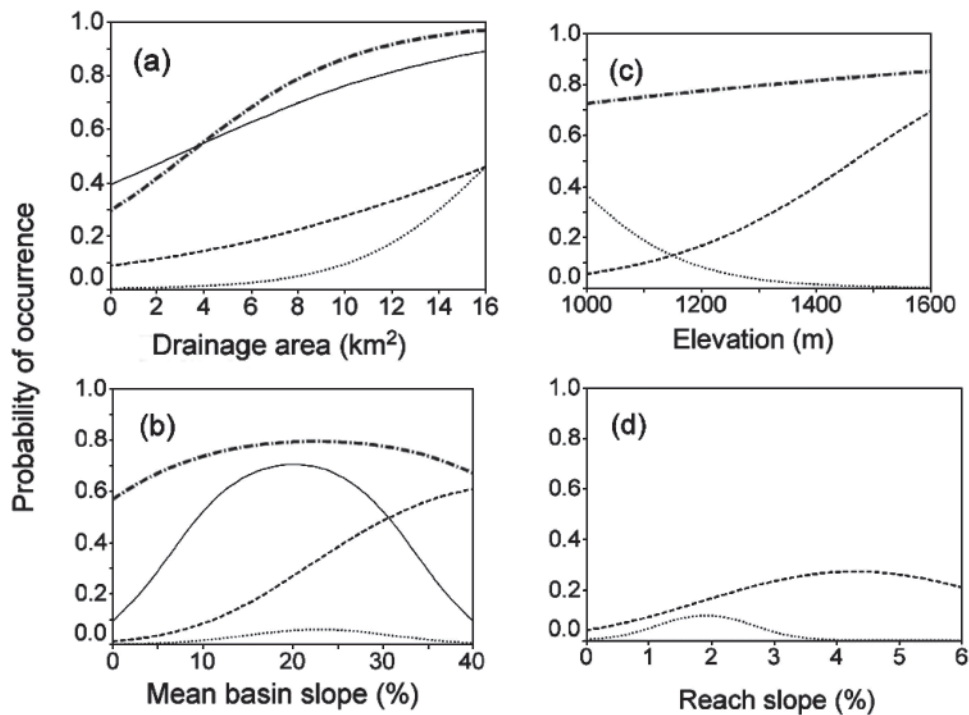 Probability of occurrence
(a)
1.0
0.8
0.6
0.4
0.2
0.0
0 2 4 6 8 10 12 14 16
Drainage area (km²)
(c)
1.0
0.8
0.6
0.4
0.2
0.0
1000 1200 1400 1600
Elevation (m)
(b)
1.0
0.8
0.6
0.4
0.2
0.0
0 10 20 30 40
Mean basin slope (%)
(d)
1.0
0.8
0.6
0.4
0.2
0.0
0 1 2 3 4 5 6
Reach slope (%)